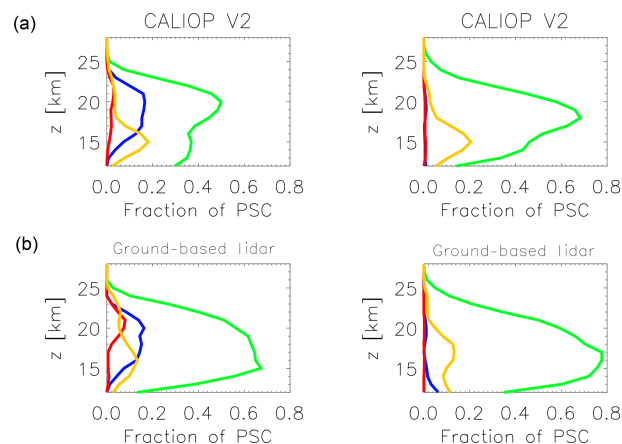 (a)
CALIOP V2
CALIOP V2
z [km]
25
20
15
0.0 0.2 0.4 0.6 0.8
Fraction of PSC
z [km]
25
20
15
0.0 0.2 0.4 0.6 0.8
Fraction of PSC
(b)
Ground-based lidar
Ground-based lidar
z [km]
25
20
15
0.0 0.2 0.4 0.6 0.8
Fraction of PSC
z [km]
25
20
15
0.0 0.2 0.4 0.6 0.8
Fraction of PSC